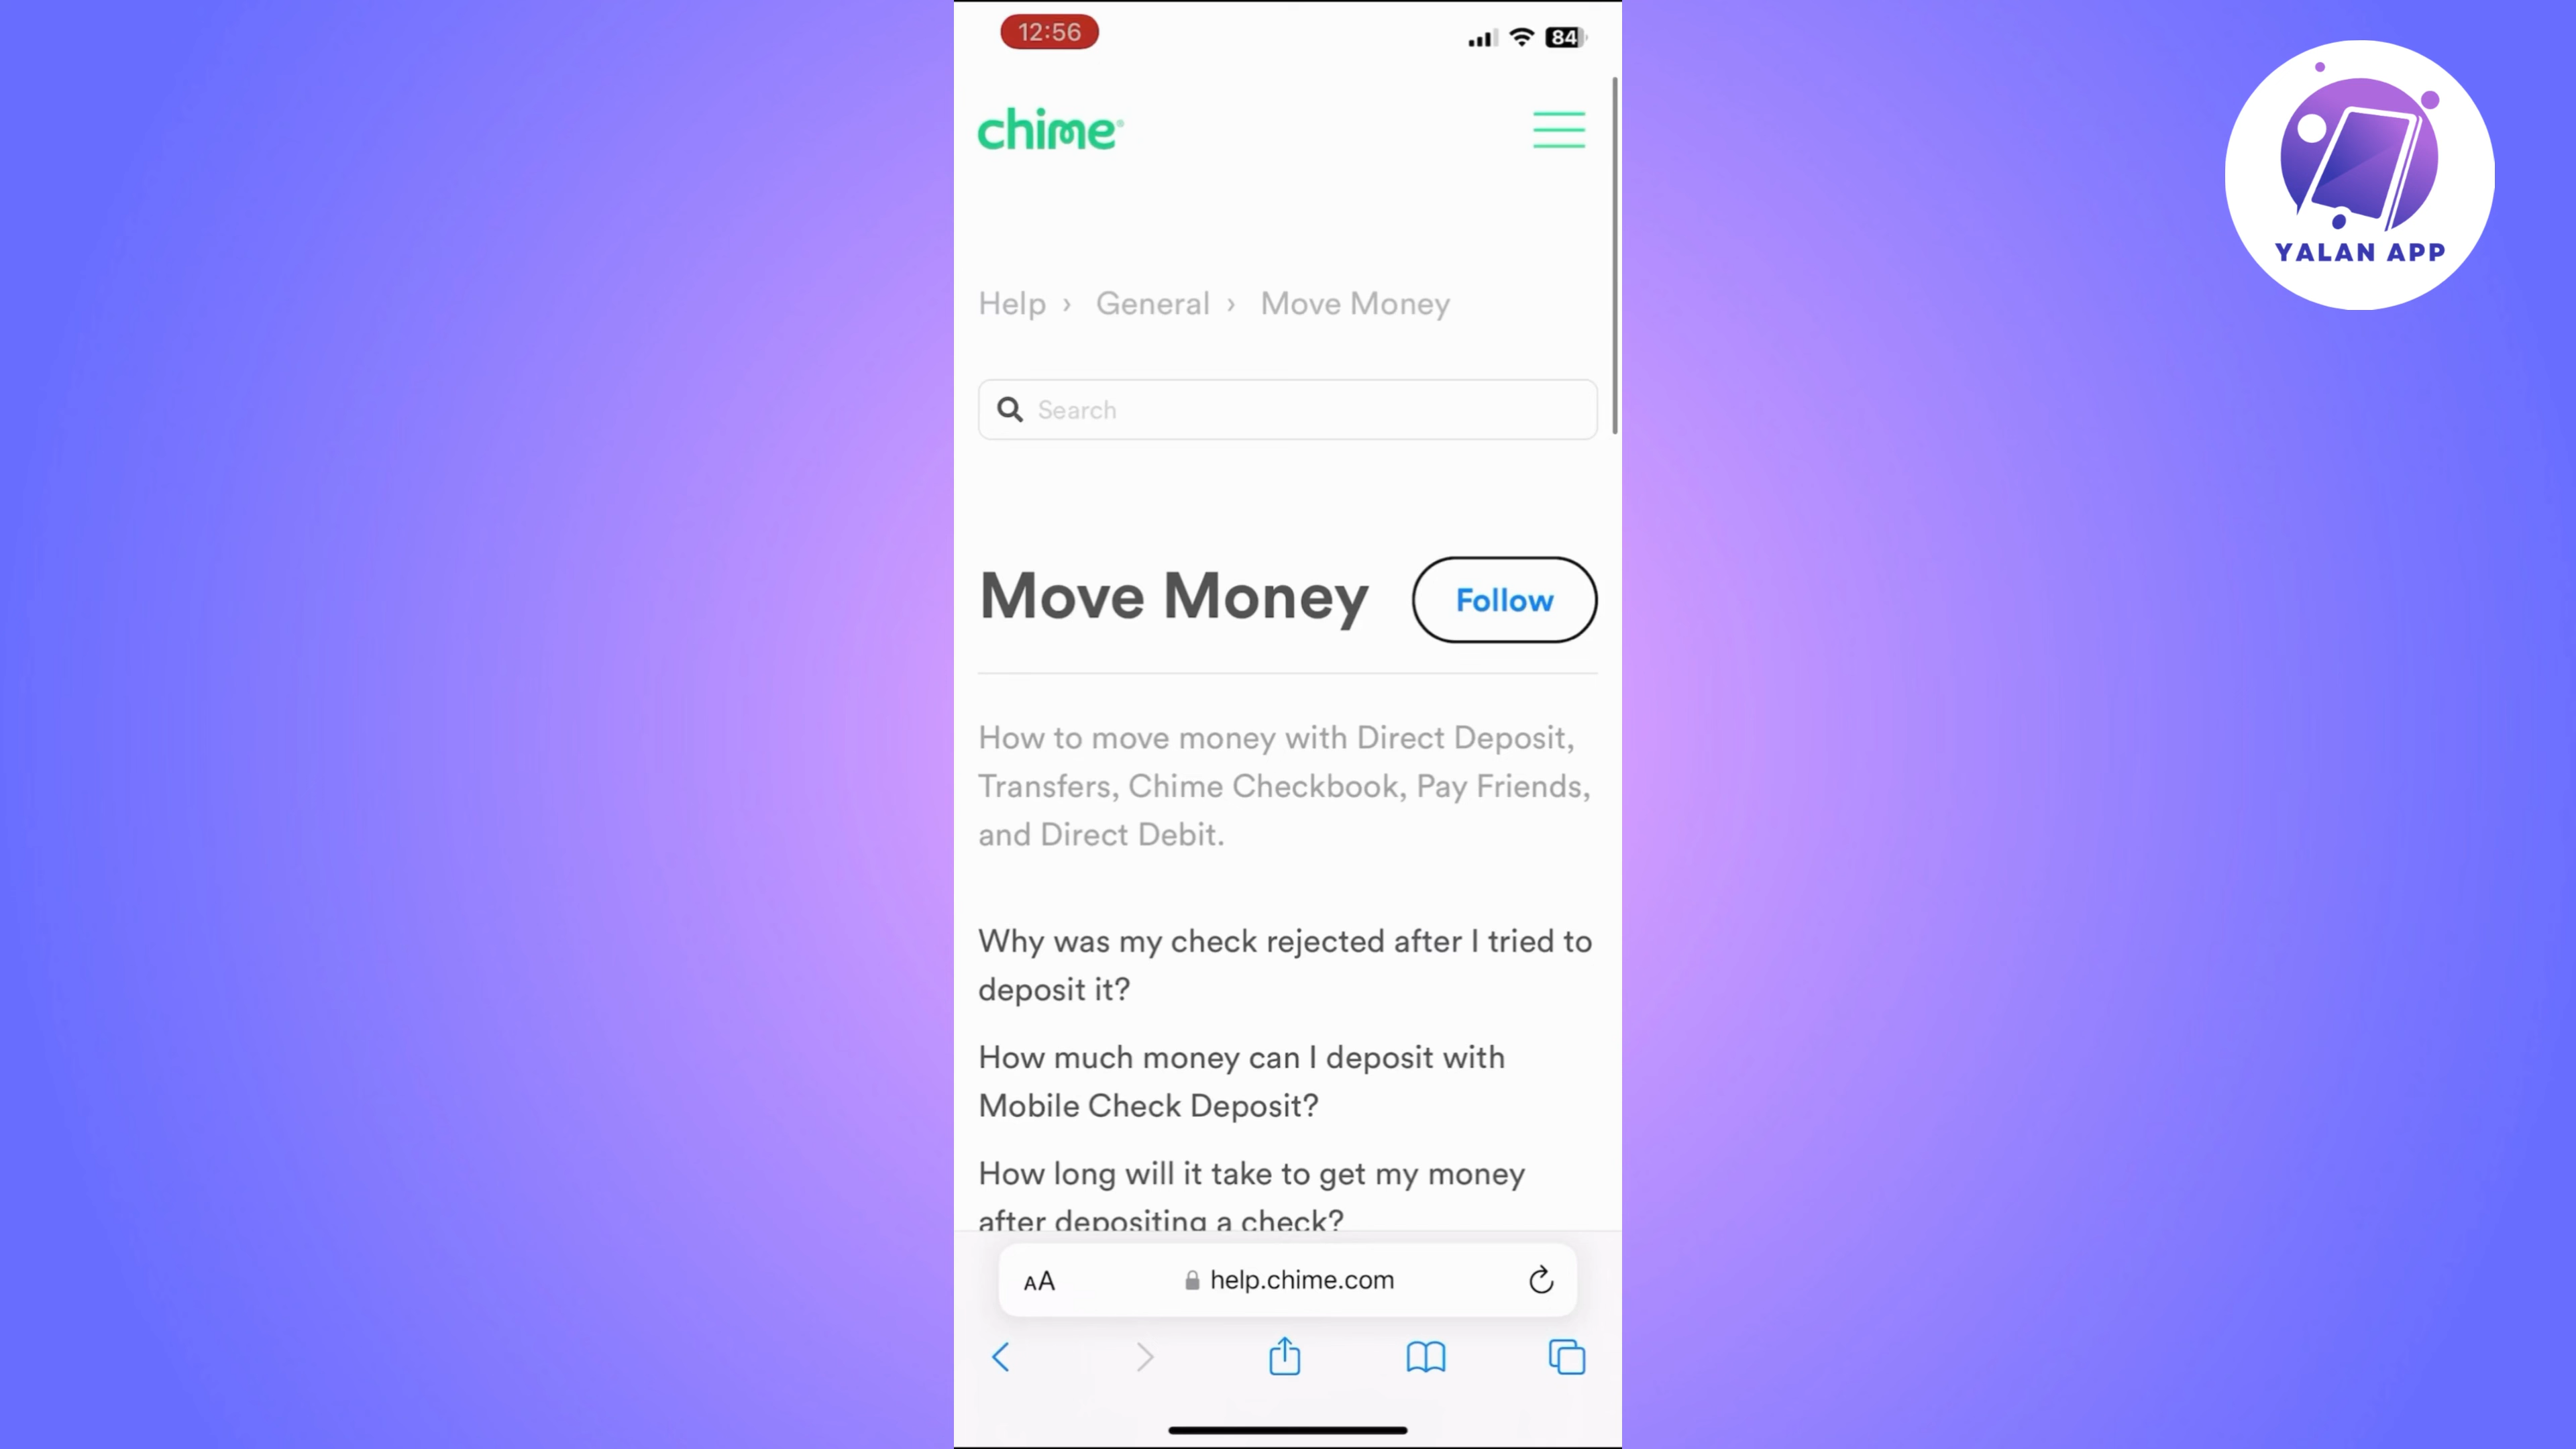 12:56
84
chime
Help › General › Move Money
Search
Move Money
Follow
How to move money with Direct Deposit,
Transfers, Chime Checkbook, Pay Friends,
and Direct Debit.
Why was my check rejected after I tried to
deposit it?
How much money can I deposit with
Mobile Check Deposit?
How long will it take to get my money
after depositing a check?
AA
help.chime.com
YALAN APP